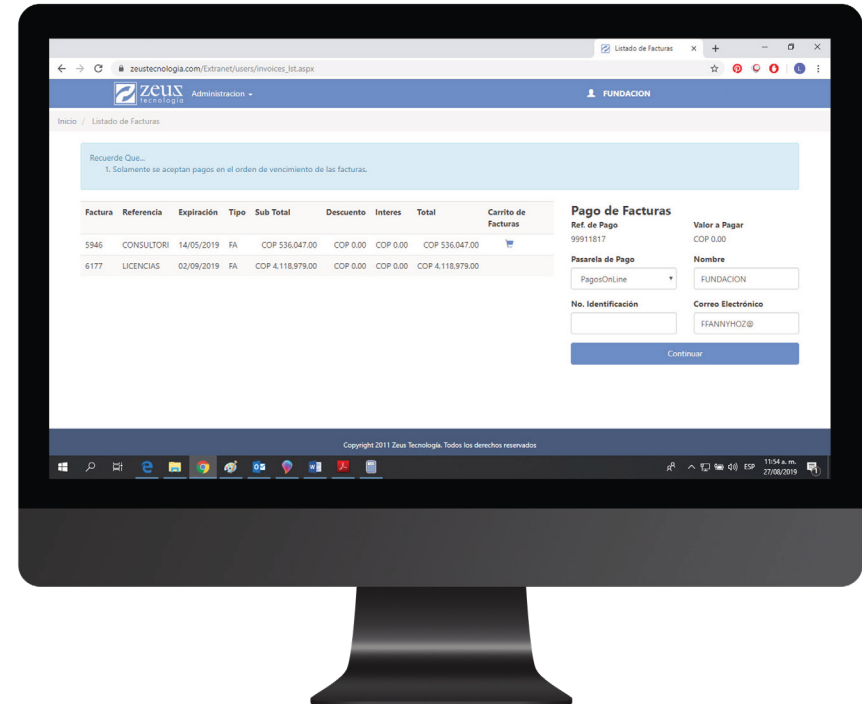 Listado de Facturas
zeustecnologia.com/Extranet/users/invoices_lst.aspx
zeus
tecnología
Administracion
FUNDACION
Inicio / Listado de Facturas
Recuerde Que...
1. Solamente se aceptan pagos en el orden de vencimiento de las facturas.
Factura Referencia Expiración Tipo Sub Total Descuento Interes Total Carrito de Facturas
5946 CONSULTORI 14/05/2019 FA COP 536,047.00 COP 0.00 COP 0.00 COP 536,047.00
6177 LICENCIAS 02/09/2019 FA COP 4,118,979.00 COP 0.00 COP 0.00 COP 4,118,979.00
Pago de Facturas
Ref. de Pago Valor a Pagar
99911817 COP 0.00
Pasarela de Pago Nombre
PagosOnLine FUNDACION
No. Identificación Correo Electrónico
FFANNYHOZ@
Continuar
Copyright 2011 Zeus Tecnología. Todos los derechos reservados
ESP
11:54 a. m.
27/08/2019